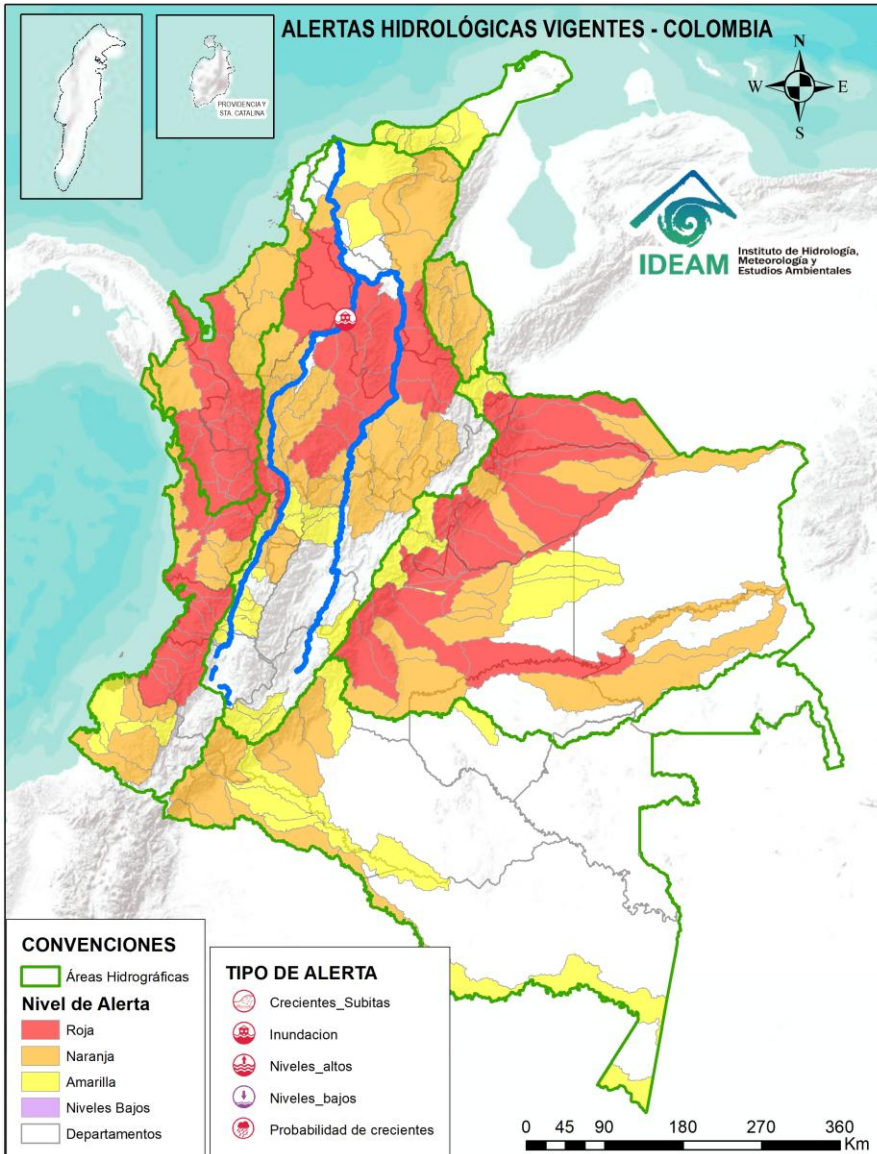 ALERTAS HIDROLÓGICAS VIGENTES - COLOMBIA
PROVIDENCIA Y
STA. CATALINA
N
W
E
S
IDEAM
Instituto de Hidrología,
Meteorología y
Estudios Ambientales
CONVENCIONES
Áreas Hidrográficas
Nivel de Alerta
Roja
Naranja
Amarilla
Niveles Bajos
Departamentos
TIPO DE ALERTA
Crecientes_Subitas
Inundacion
Niveles_altos
Niveles_bajos
Probabilidad de crecientes
0 45 90 180 270 360
Km